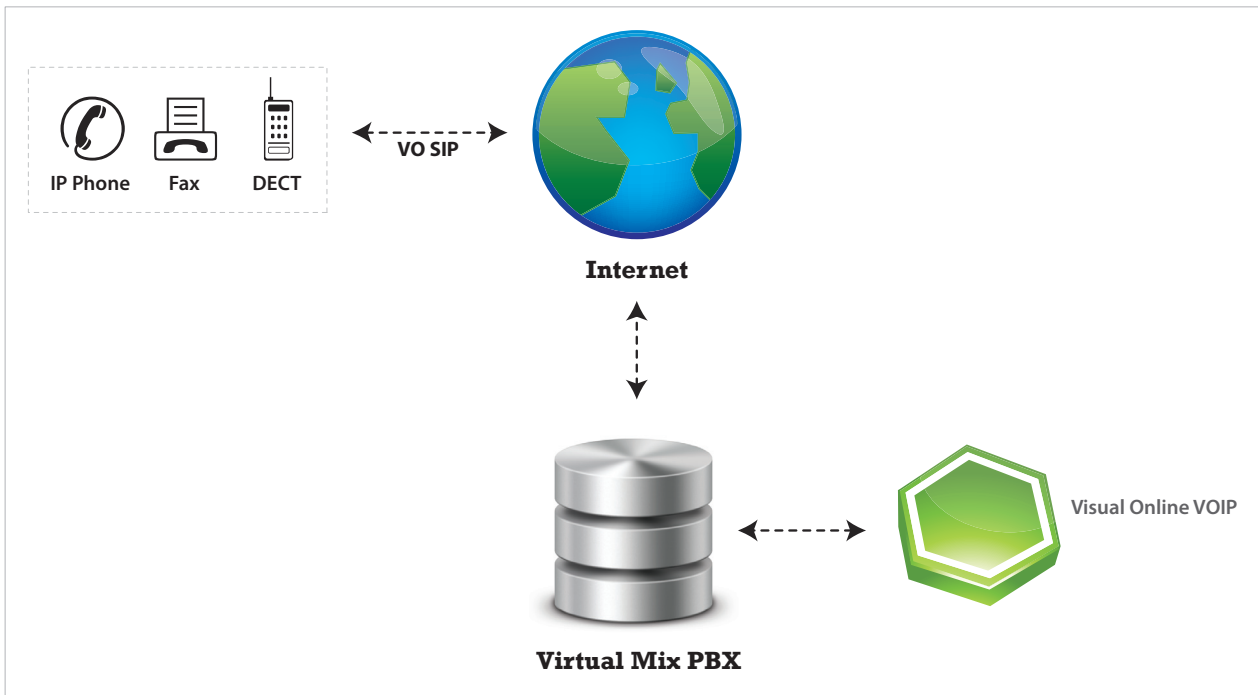 IP Phone
Fax
DECT
VO SIP
Internet
Visual Online VOIP
Virtual Mix PBX